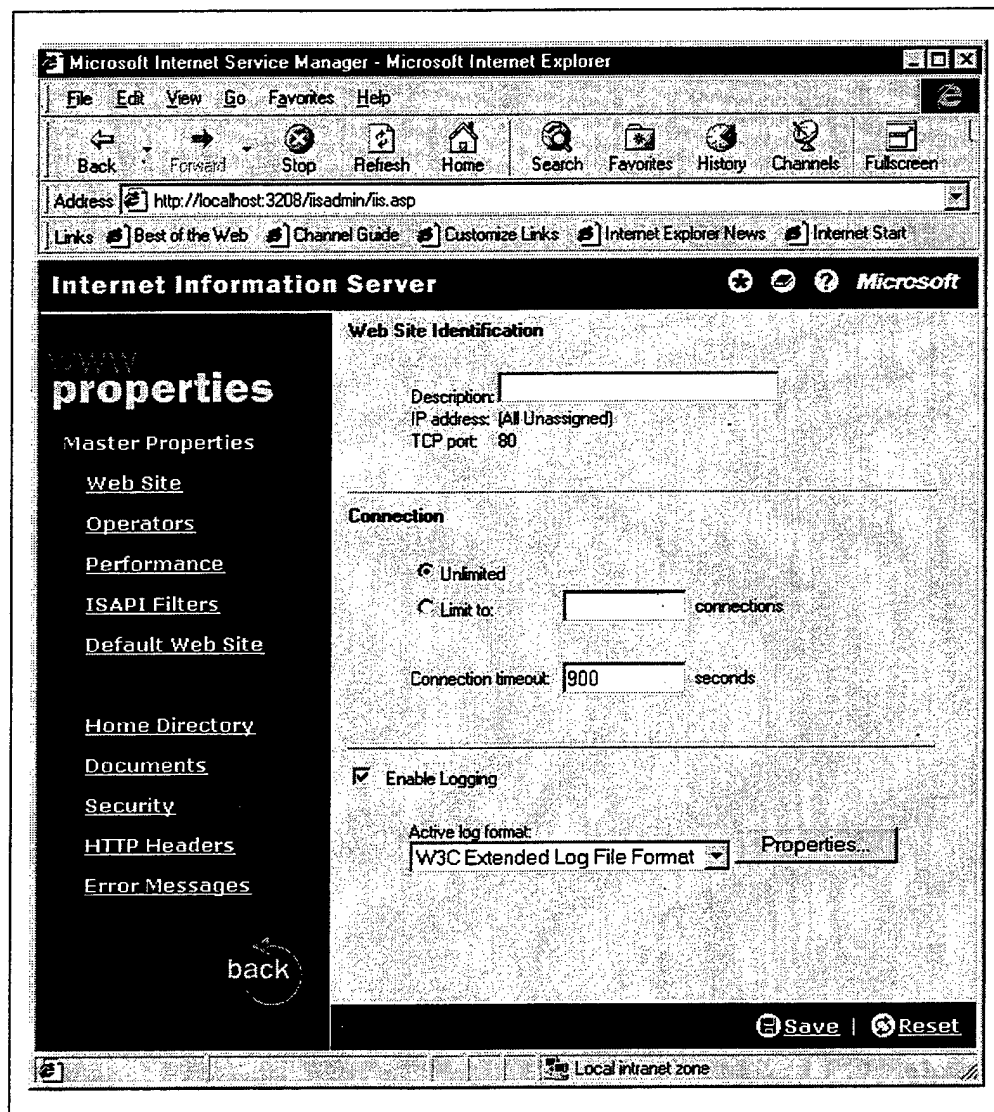 Microsoft Internet Service Manager - Microsoft Internet Explorer
File Edit View Go Favorites Help
Back Forward Stop Refresh Home Search Favorites History Channels Fullscreen
Address http://localhost:3208/iisadmin/iis.asp
Links Best of the Web Channel Guide Customize Links Internet Explorer News Internet Start
Internet Information Server Microsoft
www
properties
Master Properties
Web Site
Operators
Performance
ISAPI Filters
Default Web Site
Home Directory
Documents
Security
HTTP Headers
Error Messages
back
Web Site Identification
Description:
IP address: (All Unassigned)
TCP port: 80
Connection
Unlimited
Limit to: connections
Connection timeout: 900 seconds
Enable Logging
Active log format:
W3C Extended Log File Format Properties...
Save | Reset
Local intranet zone